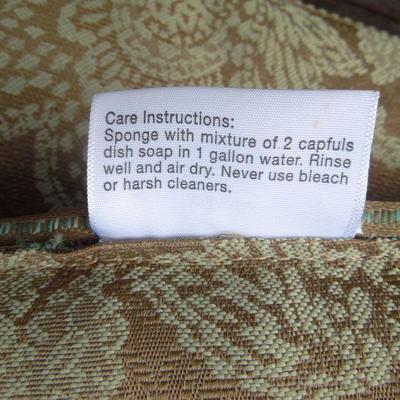 Care Instructions:
Sponge with mixture of 2 capfuls
dish soap in 1 gallon water. Rinse
well and air dry. Never use bleach
or harsh cleaners.